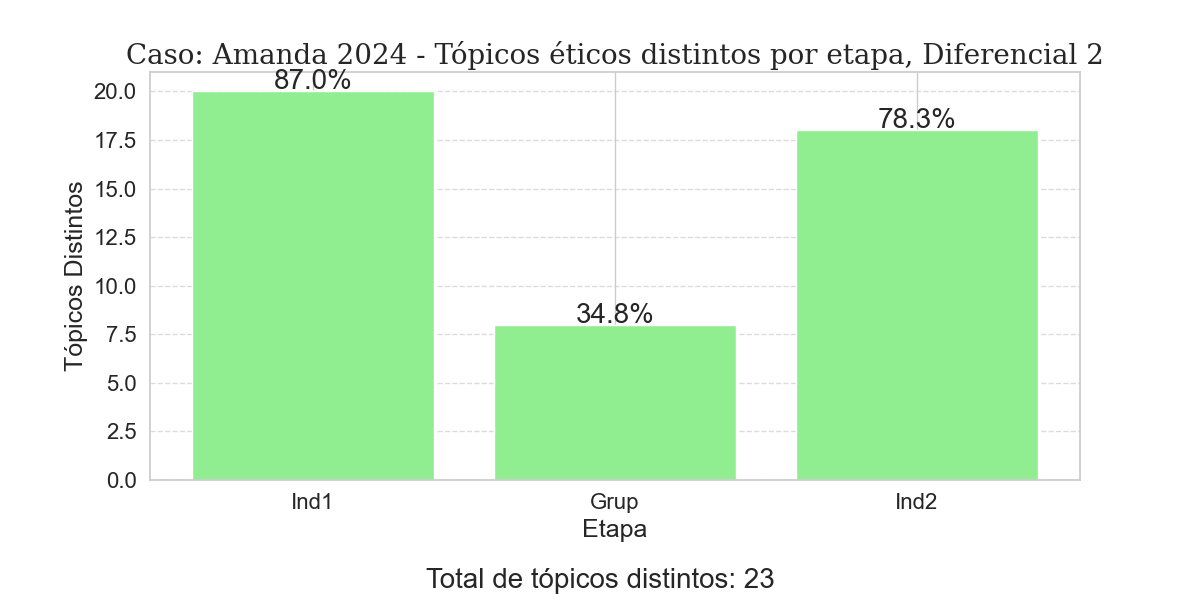 Caso: Amanda 2024 - Tópicos éticos distintos por etapa, Diferencial 2
87.0%
78.3%
34.8%
20.0
17.5
15.0
12.5
10.0
7.5
5.0
2.5
0.0
Tópicos Distintos
Ind1 Grup Ind2
Etapa
Total de tópicos distintos: 23